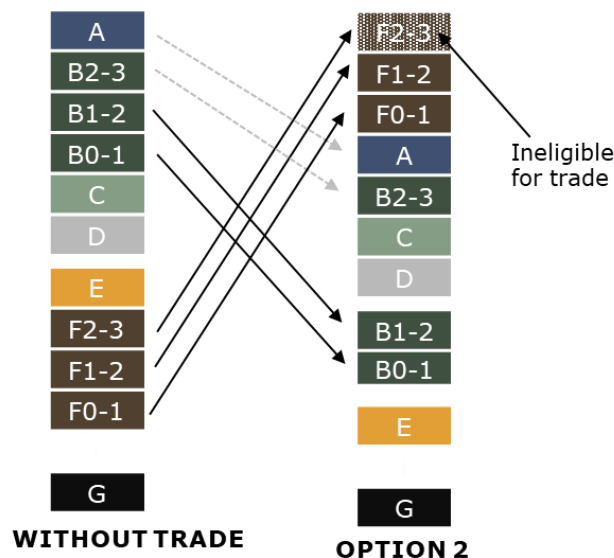 A
B2-3
B1-2
B0-1
C
D
E
F2-3
F1-2
F0-1
G
WITHOUT TRADE
F2-3
F1-2
F0-1
A
B2-3
C
D
B1-2
B0-1
E
G
OPTION 2
Ineligible
for trade